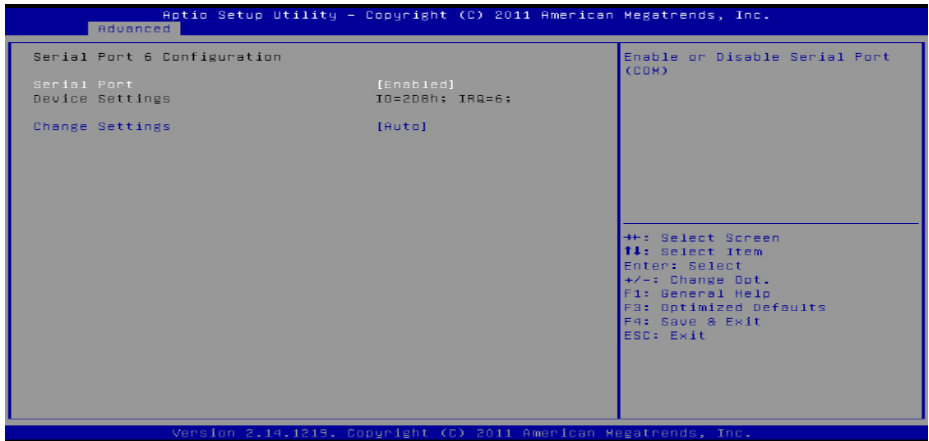 Aptio Setup Utility – Copyright (C) 2011 American Megatrends, Inc.
Advanced
Serial Port 6 Configuration
Serial Port [Enabled]
Device Settings IO=2D8h; IRQ=6;
Change Settings [Auto]
Enable or Disable Serial Port
(COM)
→←: Select Screen
↑↓: Select Item
Enter: Select
+/-: Change Opt.
F1: General Help
F3: Optimized Defaults
F4: Save & Exit
ESC: Exit
Version 2.14.1219. Copyright (C) 2011 American Megatrends, Inc.